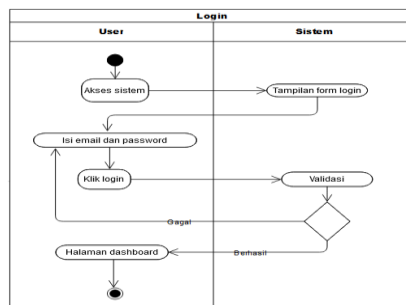 Login
User
Sistem
Akses sistem
Tampilan form login
Isi email dan password
Klik login
Validasi
Gagal
Halaman dashboard
Berhasil